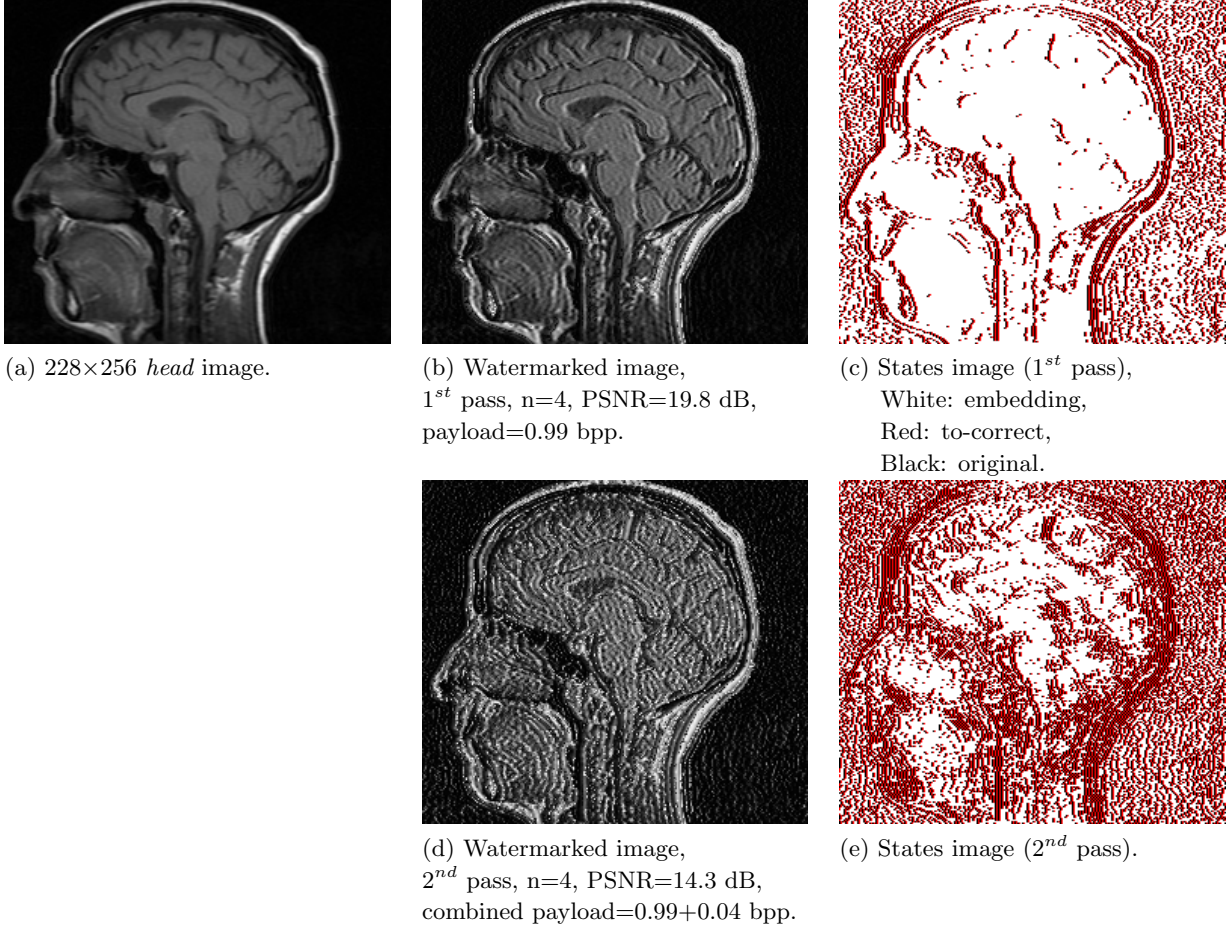 (a) 228×256 head image.
(b) Watermarked image,
1st pass, n=4, PSNR=19.8 dB,
payload=0.99 bpp.
(c) States image (1st pass),
White: embedding,
Red: to-correct,
Black: original.
(d) Watermarked image,
2nd pass, n=4, PSNR=14.3 dB,
combined payload=0.99+0.04 bpp.
(e) States image (2nd pass).